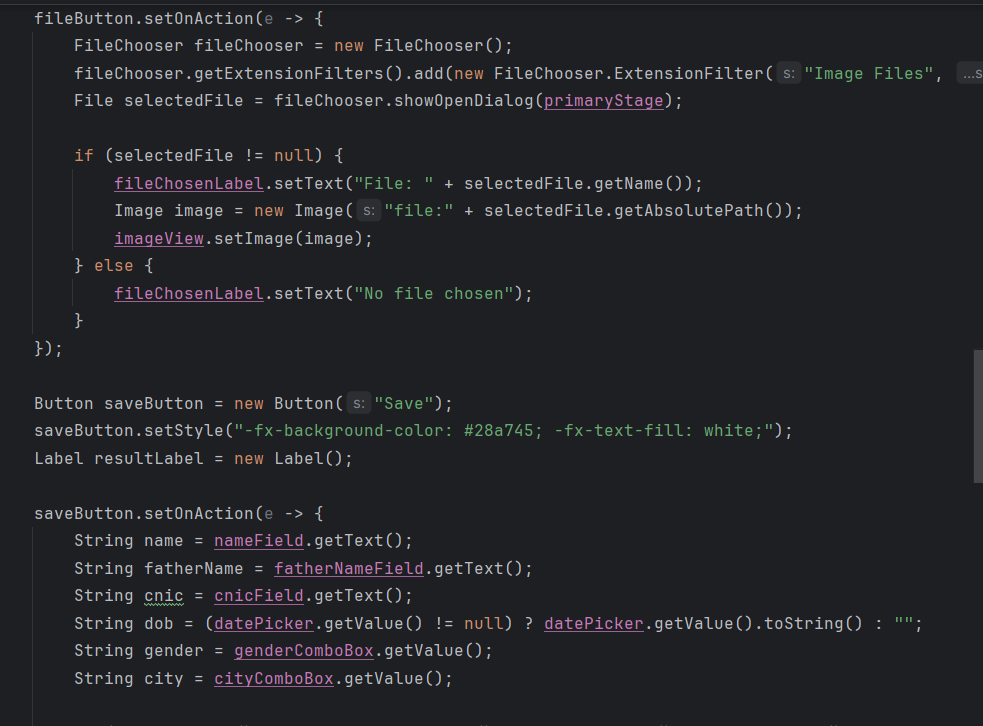 fileButton.setOnAction(e -> {
    FileChooser fileChooser = new FileChooser();
    fileChooser.getExtensionFilters().add(new FileChooser.ExtensionFilter( s: "Image Files", ...s
    File selectedFile = fileChooser.showOpenDialog(primaryStage);

    if (selectedFile != null) {
        fileChosenLabel.setText("File: " + selectedFile.getName());
        Image image = new Image( s: "file:" + selectedFile.getAbsolutePath());
        imageView.setImage(image);
    } else {
        fileChosenLabel.setText("No file chosen");
    }
});

Button saveButton = new Button( s: "Save");
saveButton.setStyle("-fx-background-color: #28a745; -fx-text-fill: white;");
Label resultLabel = new Label();

saveButton.setOnAction(e -> {
    String name = nameField.getText();
    String fatherName = fatherNameField.getText();
    String cnic = cnicField.getText();
    String dob = (datePicker.getValue() != null) ? datePicker.getValue().toString() : "";
    String gender = genderComboBox.getValue();
    String city = cityComboBox.getValue();